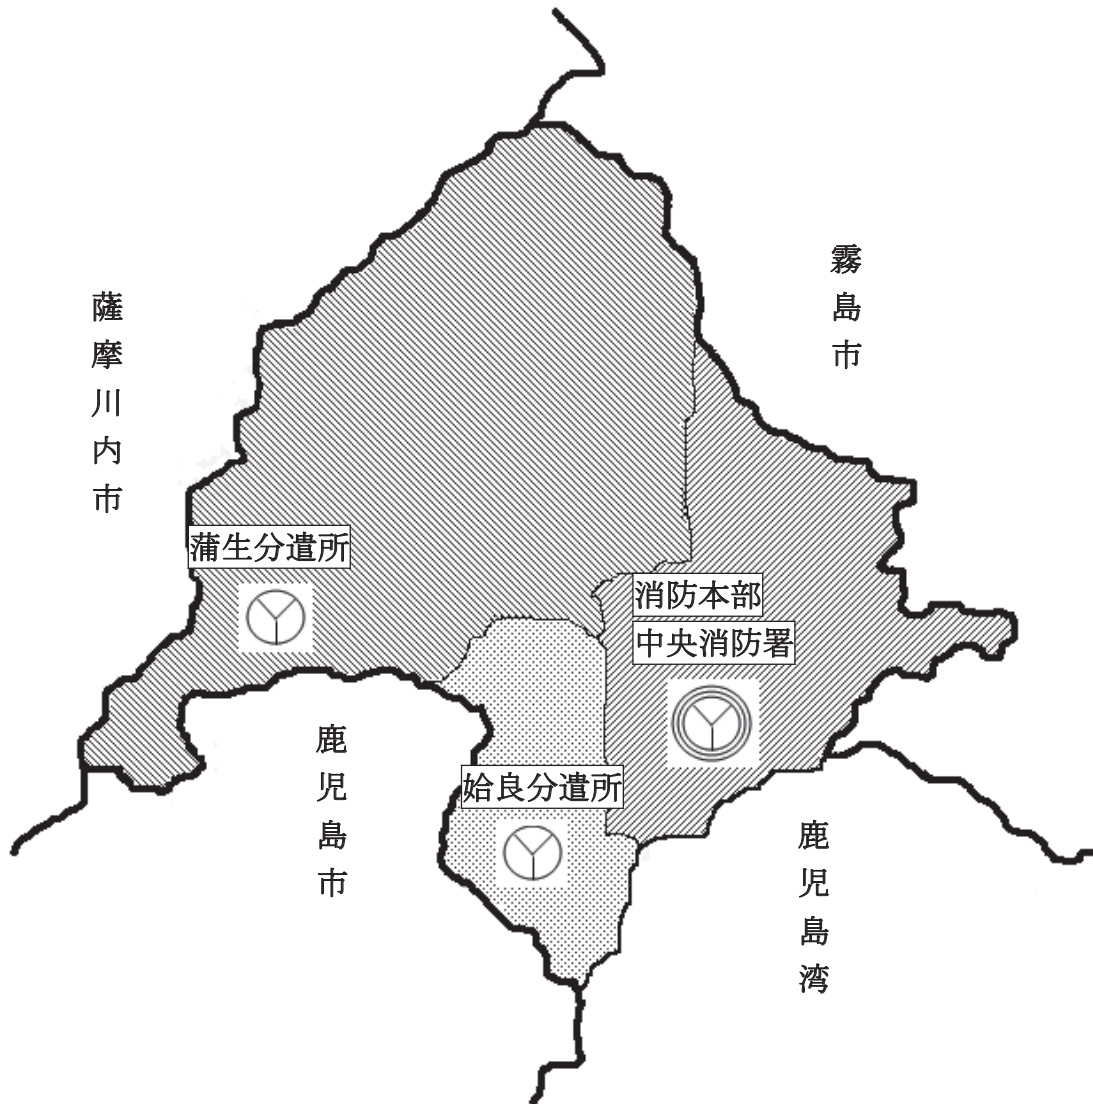 霧島市
薩摩川内市
蒲生分遣所
消防本部
中央消防署
鹿児島市
姶良分遣所
鹿児島湾